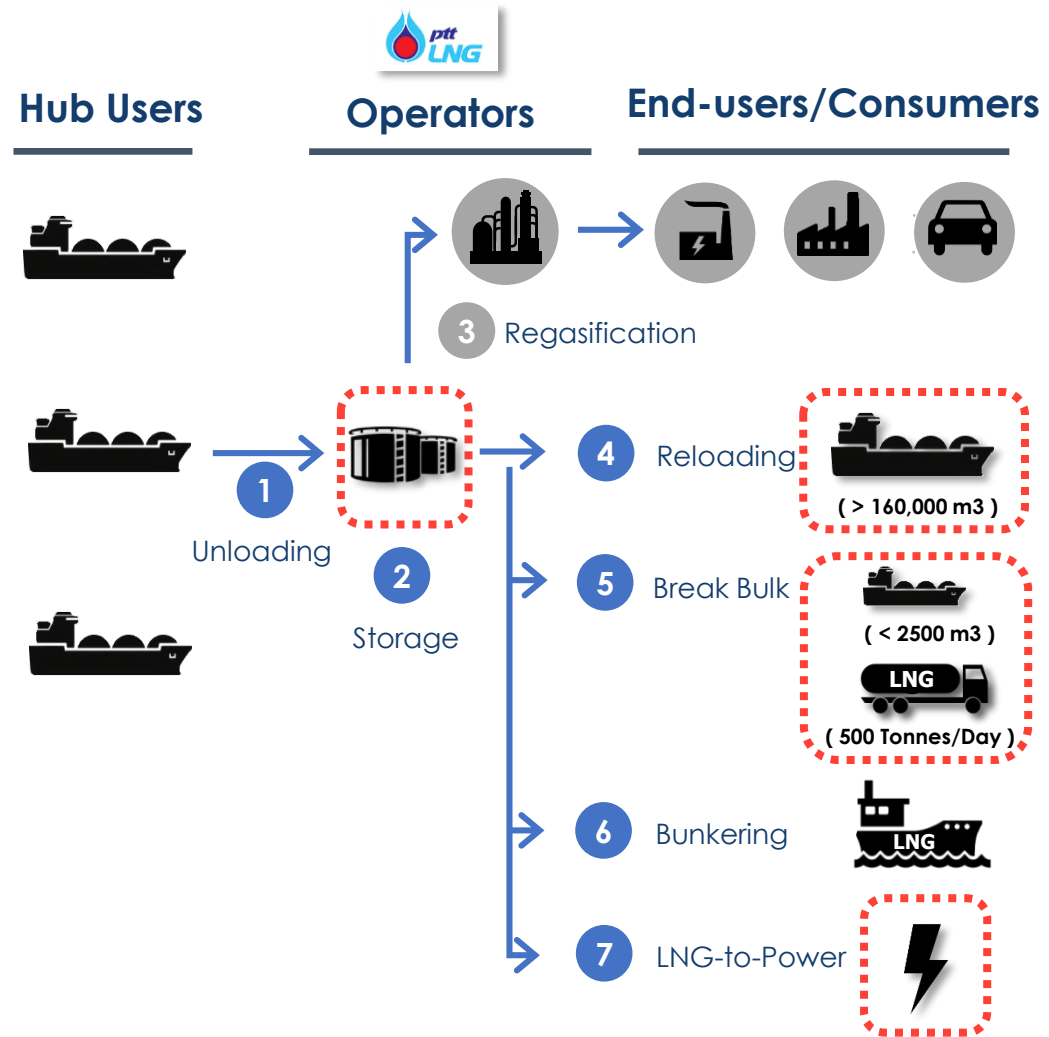 ptt
LNG
Hub Users
Operators
End-users/Consumers
3
Regasification
1
Unloading
2
Storage
4
Reloading
( > 160,000 m3 )
5
Break Bulk
( < 2500 m3 )
LNG
( 500 Tonnes/Day )
6
Bunkering
LNG
7
LNG-to-Power